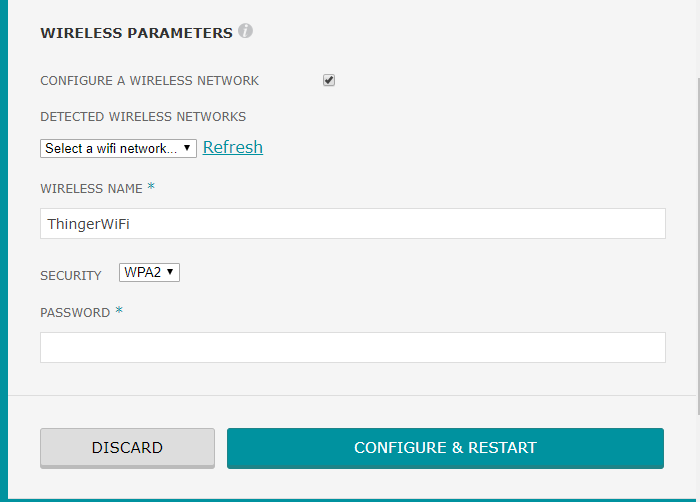 WIRELESS PARAMETERS i
CONFIGURE A WIRELESS NETWORK
DETECTED WIRELESS NETWORKS
Select a wifi network... Refresh
WIRELESS NAME *
ThingerWiFi
SECURITY WPA2
PASSWORD *
DISCARD CONFIGURE & RESTART